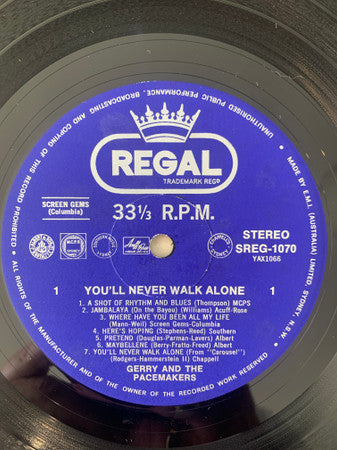 UNAUTHORISED PUBLIC PERFORMANCE, BROADCASTING AND COPYING OF THIS RECORD PROHIBITED • ALL RIGHTS OF THE MANUFACTURER AND OF THE OWNER OF THE RECORDED WORK RESERVED
MADE BY E.M.I. (AUSTRALIA) LIMITED SYDNEY N.S.W.
REGAL
TRADEMARK REGD
SCREEN GEMS
(Columbia)
33⅓ R.P.M.
STEREO
SREG-1070
YAX1066
M.C.P.S
1 YOU'LL NEVER WALK ALONE 1
1. A SHOT OF RHYTHM AND BLUES (Thompson) MCPS
2. JAMBALAYA (On the Bayou) (Williams) Acuff-Rose
3. WHERE HAVE YOU BEEN ALL MY LIFE
(Mann-Weil) Screen Gems-Columbia
4. HERE'S HOPING (Stephens-Reed) Southern
5. PRETEND (Douglas-Parman-Lavers) Albert
6. MAYBELLENE (Berry-Fratto-Freed) Albert
7. YOU'LL NEVER WALK ALONE (From "Carousel")
(Rodgers-Hammerstein II) Chappell
GERRY AND THE
PACEMAKERS